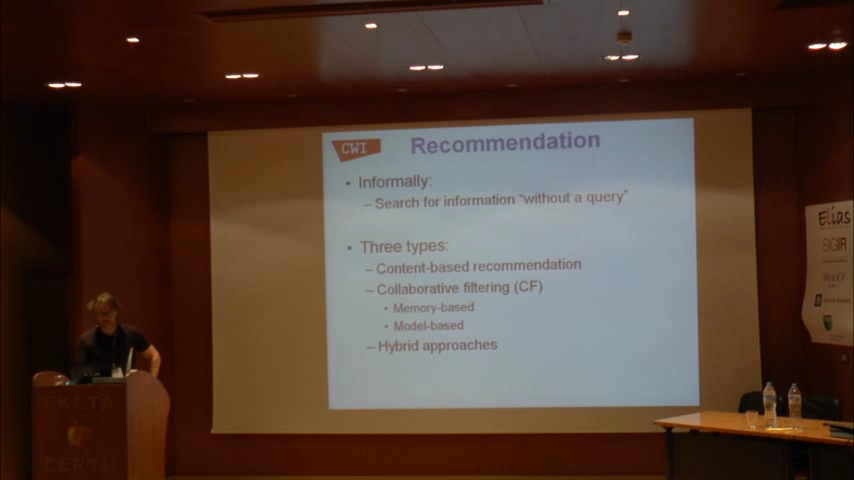 CWI
Recommendation
• Informally:
– Search for information “without a query”
• Three types:
– Content-based recommendation
– Collaborative filtering (CF)
• Memory-based
• Model-based
– Hybrid approaches
Elias
SIGIR
YAHOO!
EKETA
CERTH